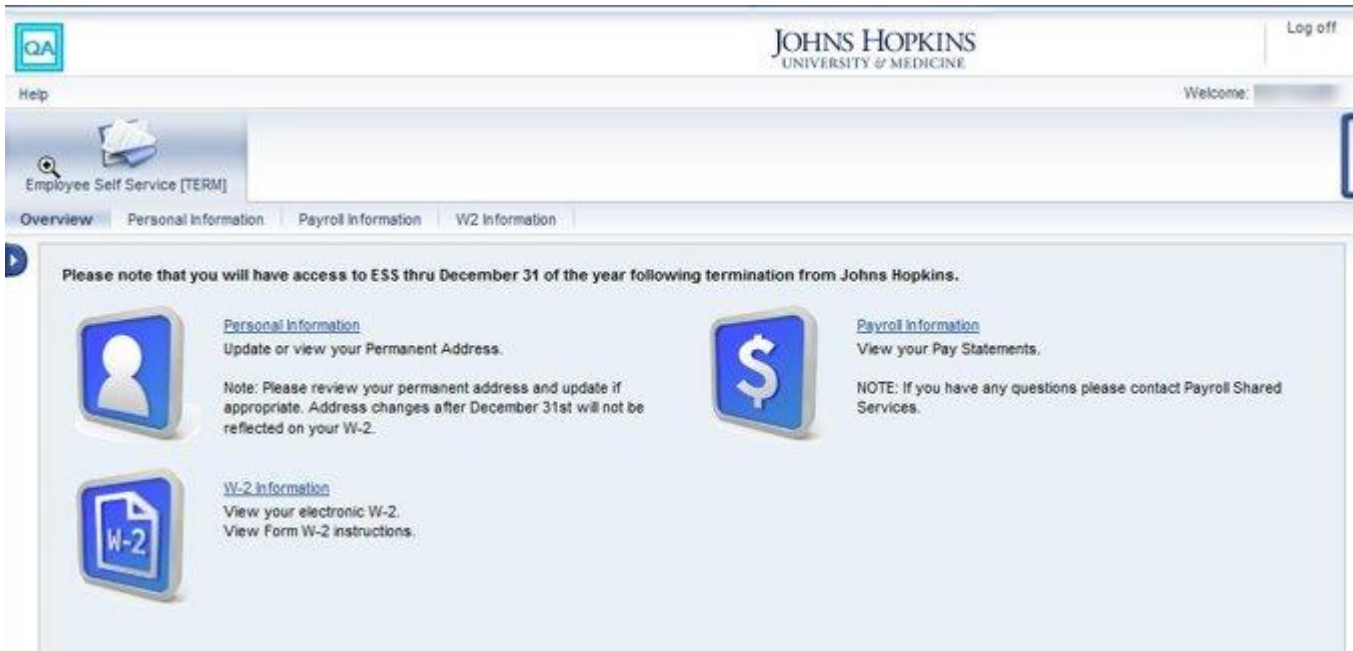 QA
JOHNS HOPKINS
UNIVERSITY & MEDICINE
Log off
Help
Welcome:
Employee Self Service [TERM]
Overview Personal Information Payroll Information W2 Information
Please note that you will have access to ESS thru December 31 of the year following termination from Johns Hopkins.
Personal Information
Update or view your Permanent Address.
Note: Please review your permanent address and update if
appropriate. Address changes after December 31st will not be
reflected on your W-2.
Payroll Information
View your Pay Statements.
NOTE: If you have any questions please contact Payroll Shared
Services.
$
W-2
W-2 Information
View your electronic W-2.
View Form W-2 instructions.